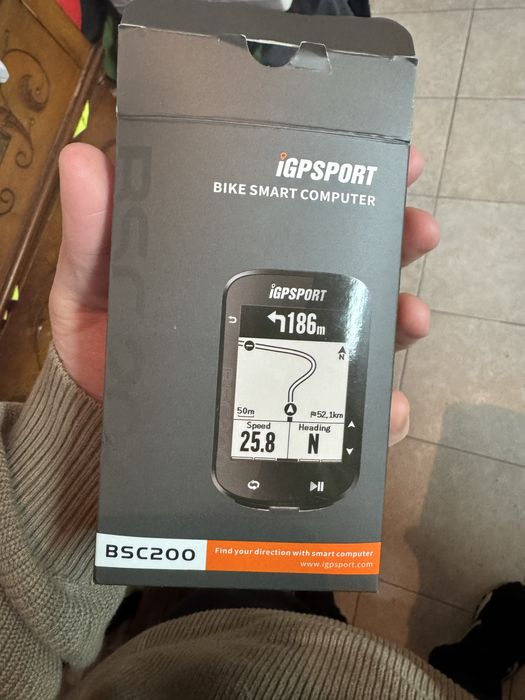 iGPSPORT
BIKE SMART COMPUTER
iGPSPORT
186m
N
50m
52,1km
Speed
Heading
25.8
N
BSC200
Find your direction with smart computer
www.igpsport.com